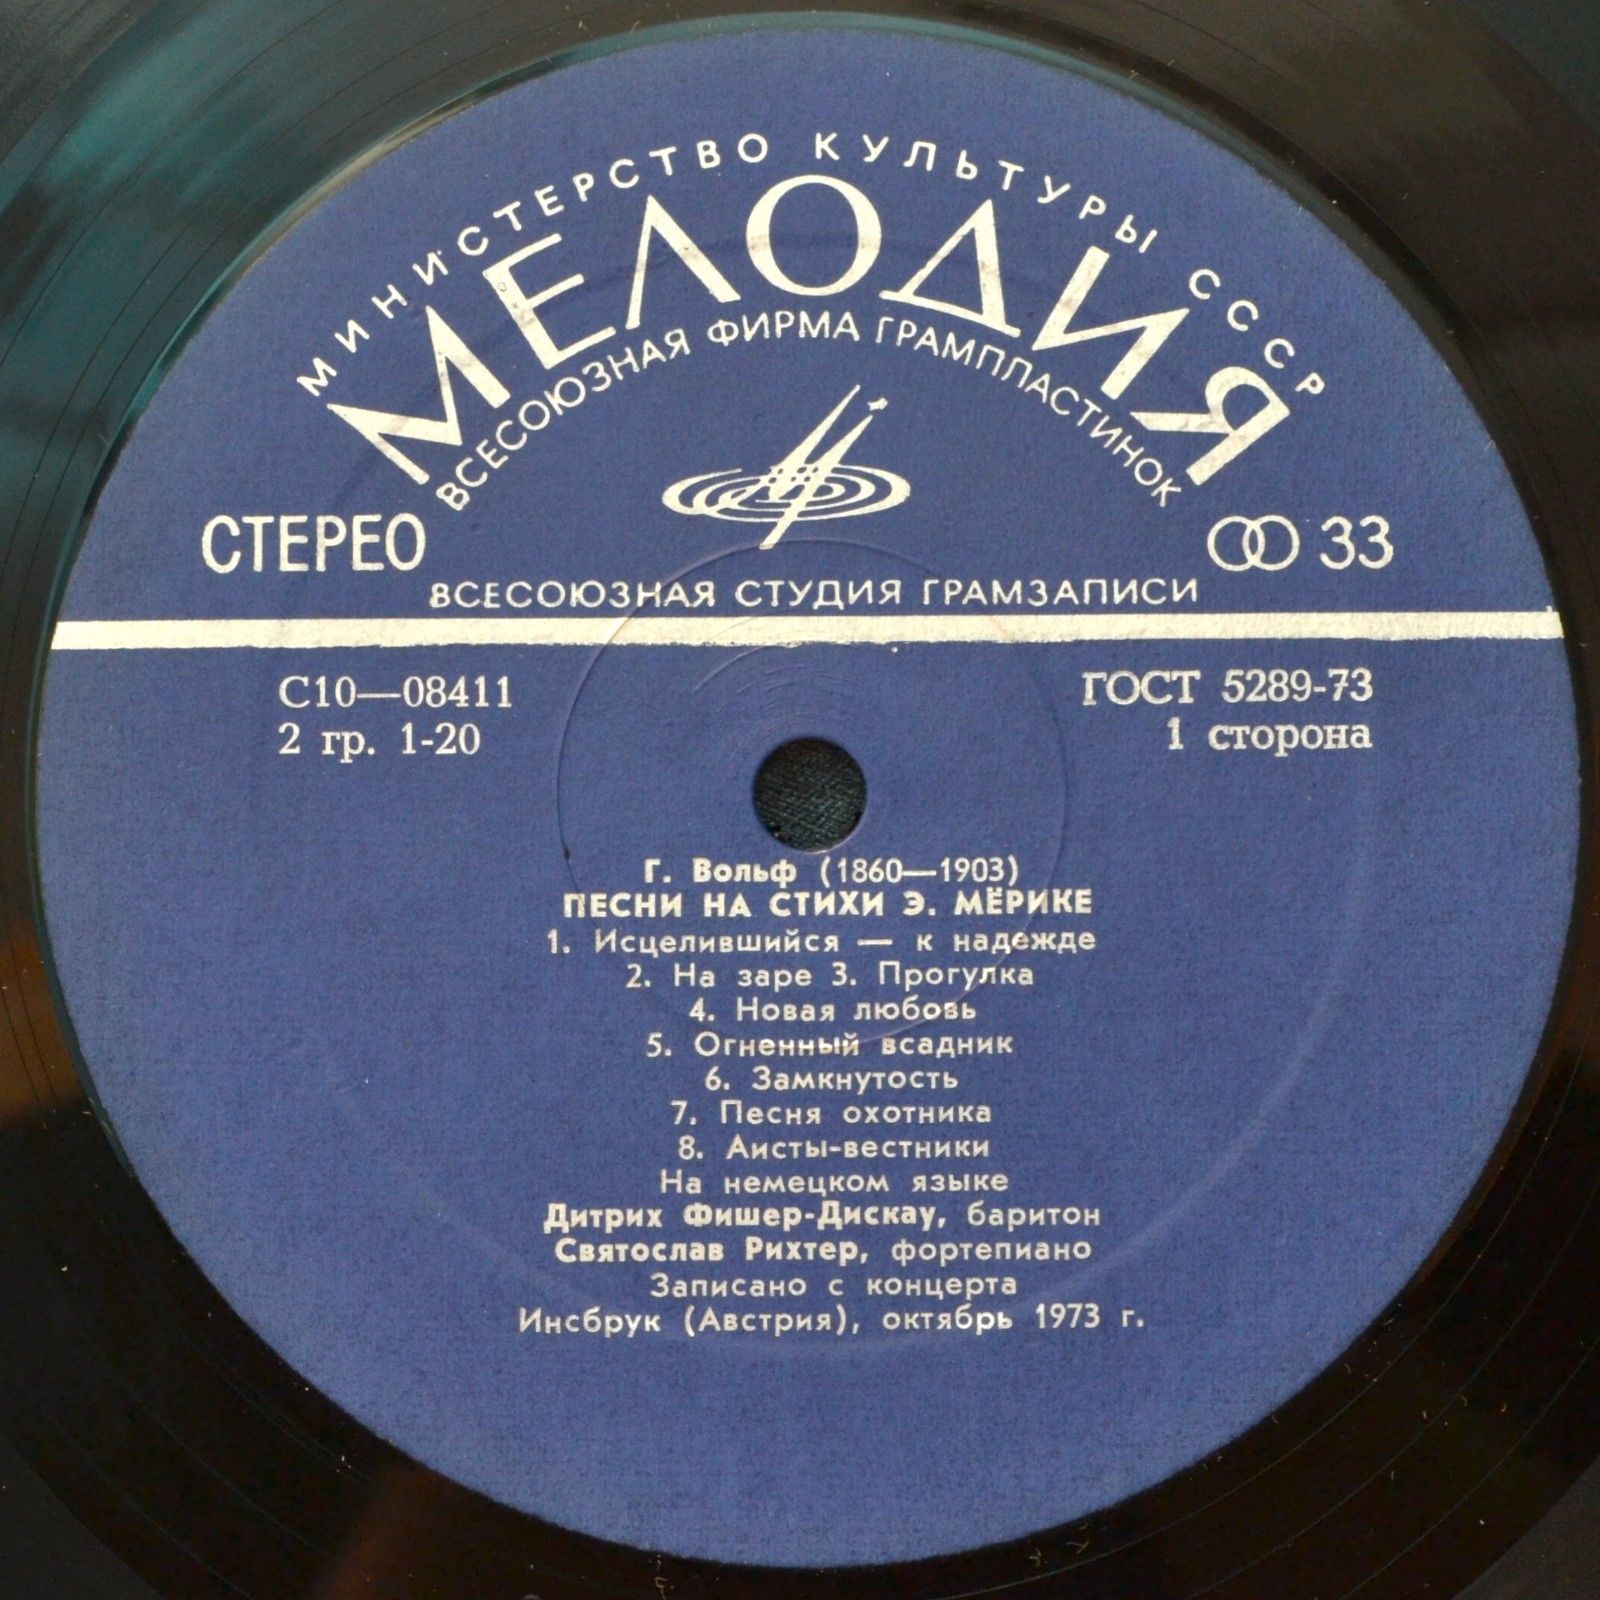 МИНИСТЕРСТВО КУЛЬТУРЫ СССР
МЕЛОДИЯ
ВСЕСОЮЗНАЯ ФИРМА ГРАМПЛАСТИНОК
СТЕРЕО
33
ВСЕСОЮЗНАЯ СТУДИЯ ГРАМЗАПИСИ
С10—08411
ГОСТ 5289-73
2 гр. 1-20
1 сторона
Г. Вольф (1860—1903)
ПЕСНИ НА СТИХИ Э. МЁРИКЕ
1. Исцелившийся — к надежде
2. На заре 3. Прогулка
4. Новая любовь
5. Огненный всадник
6. Замкнутость
7. Песня охотника
8. Аисты-вестники
На немецком языке
Дитрих Фишер-Дискау, баритон
Святослав Рихтер, фортепиано
Записано с концерта
Инсбрук (Австрия), октябрь 1973 г.